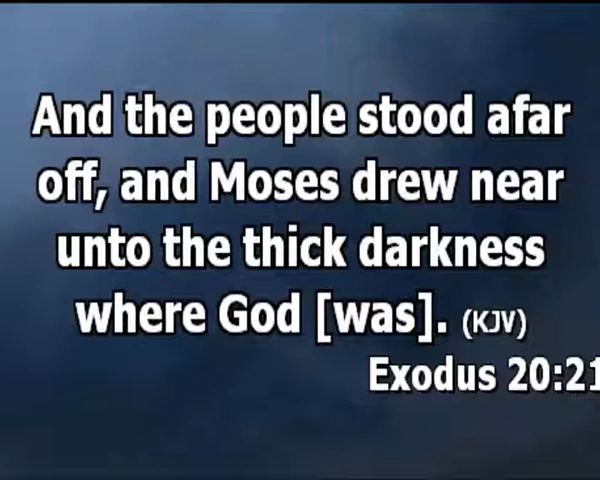 And the people stood afar
off, and Moses drew near
unto the thick darkness
where God [was]. (KJV)
Exodus 20:21